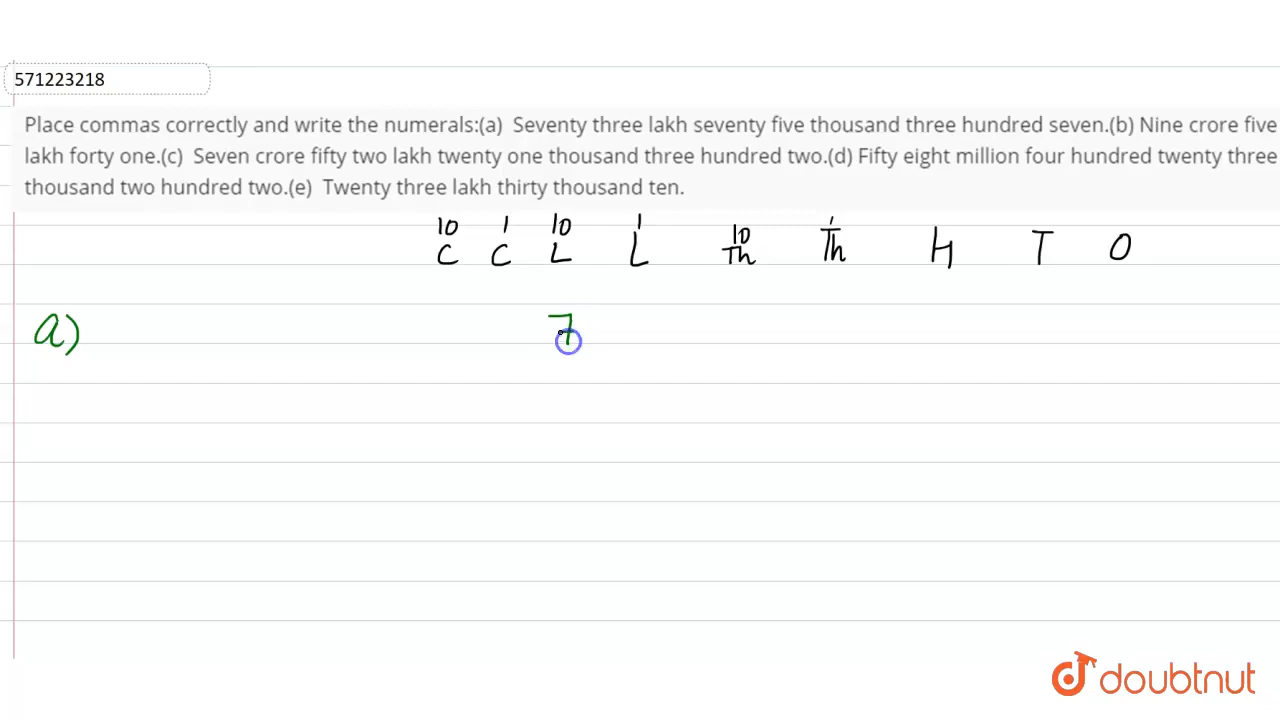 571223218
Place commas correctly and write the numerals:(a) Seventy three lakh seventy five thousand three hundred seven.(b) Nine crore five
lakh forty one.(c) Seven crore fifty two lakh twenty one thousand three hundred two.(d) Fifty eight million four hundred twenty three
thousand two hundred two.(e) Twenty three lakh thirty thousand ten.
10 1 10 1 10 1
C C L L Th Th H T O
a) 7
doubtnut